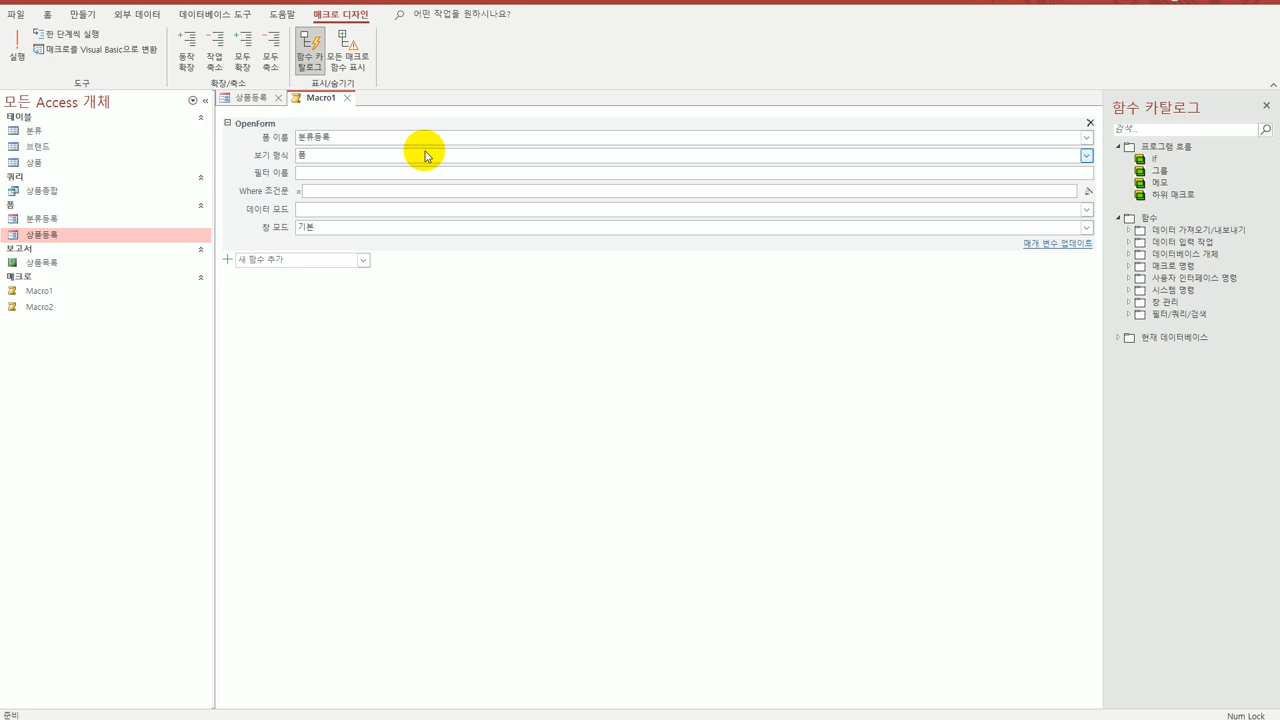 파일 홈 만들기 외부 데이터 데이터베이스 도구 도움말 매크로 디자인 어떤 작업을 원하시나요?
실행
한 단계씩 실행
매크로를 Visual Basic으로 변환
도구
동작 확장
작업 축소
모두 확장
모두 축소
확장/축소
함수 카탈로그
모든 매크로 함수 표시
표시/숨기기
모든 Access 개체
테이블
분류
브랜드
상품
쿼리
상품종합
폼
분류등록
상품등록
보고서
상품목록
매크로
Macro1
Macro2
상품등록 Macro1
OpenForm
폼 이름 분류등록
보기 형식 폼
필터 이름
Where 조건문 =
데이터 모드
창 모드 기본
매개 변수 업데이트
새 함수 추가
함수 카탈로그
검색...
프로그램 흐름
If
그룹
메모
하위 매크로
함수
데이터 가져오기/내보내기
데이터 입력 작업
데이터베이스 개체
매크로 명령
사용자 인터페이스 명령
시스템 명령
창 관리
필터/쿼리/검색
현재 데이터베이스
준비
Num Lock